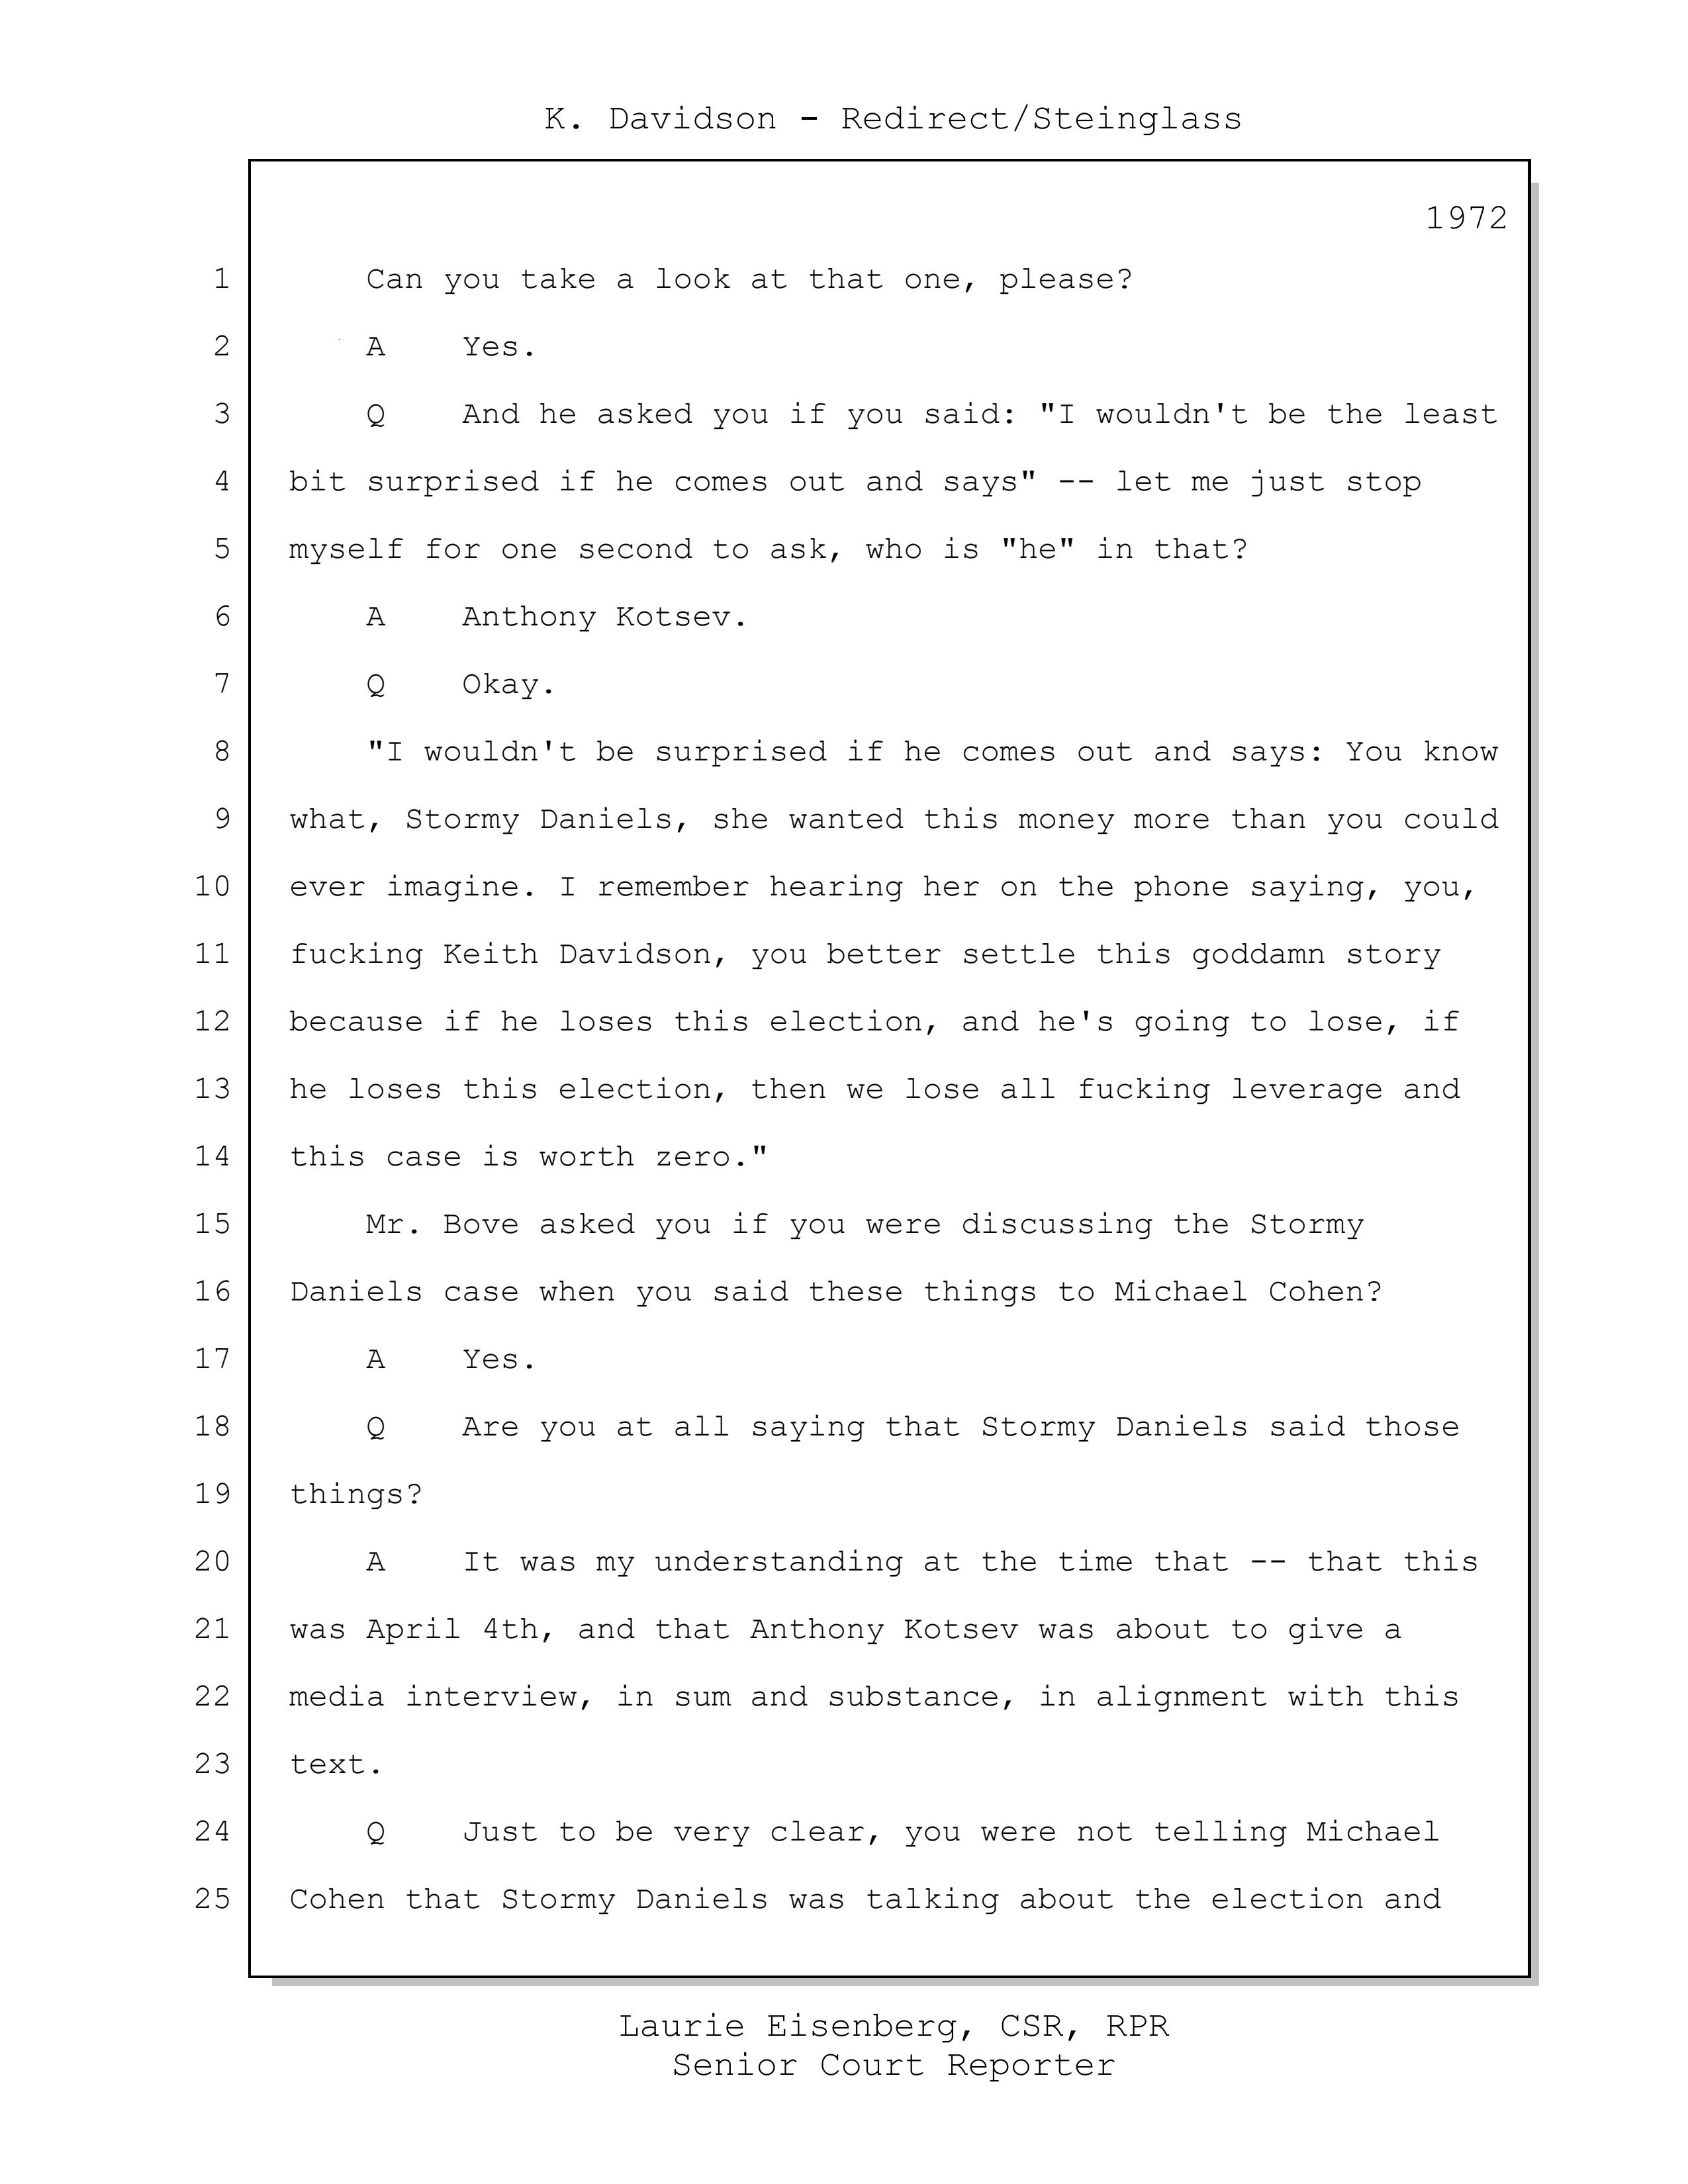 K. Davidson - Redirect/Steinglass
1972
1 Can you take a look at that one, please?
2 A Yes.
3 Q And he asked you if you said: "I wouldn't be the least
4 bit surprised if he comes out and says" -- let me just stop
5 myself for one second to ask, who is "he" in that?
6 A Anthony Kotsev.
7 Q Okay.
8 "I wouldn't be surprised if he comes out and says: You know
9 what, Stormy Daniels, she wanted this money more than you could
10 ever imagine. I remember hearing her on the phone saying, you,
11 fucking Keith Davidson, you better settle this goddamn story
12 because if he loses this election, and he's going to lose, if
13 he loses this election, then we lose all fucking leverage and
14 this case is worth zero."
15 Mr. Bove asked you if you were discussing the Stormy
16 Daniels case when you said these things to Michael Cohen?
17 A Yes.
18 Q Are you at all saying that Stormy Daniels said those
19 things?
20 A It was my understanding at the time that -- that this
21 was April 4th, and that Anthony Kotsev was about to give a
22 media interview, in sum and substance, in alignment with this
23 text.
24 Q Just to be very clear, you were not telling Michael
25 Cohen that Stormy Daniels was talking about the election and
Laurie Eisenberg, CSR, RPR
Senior Court Reporter